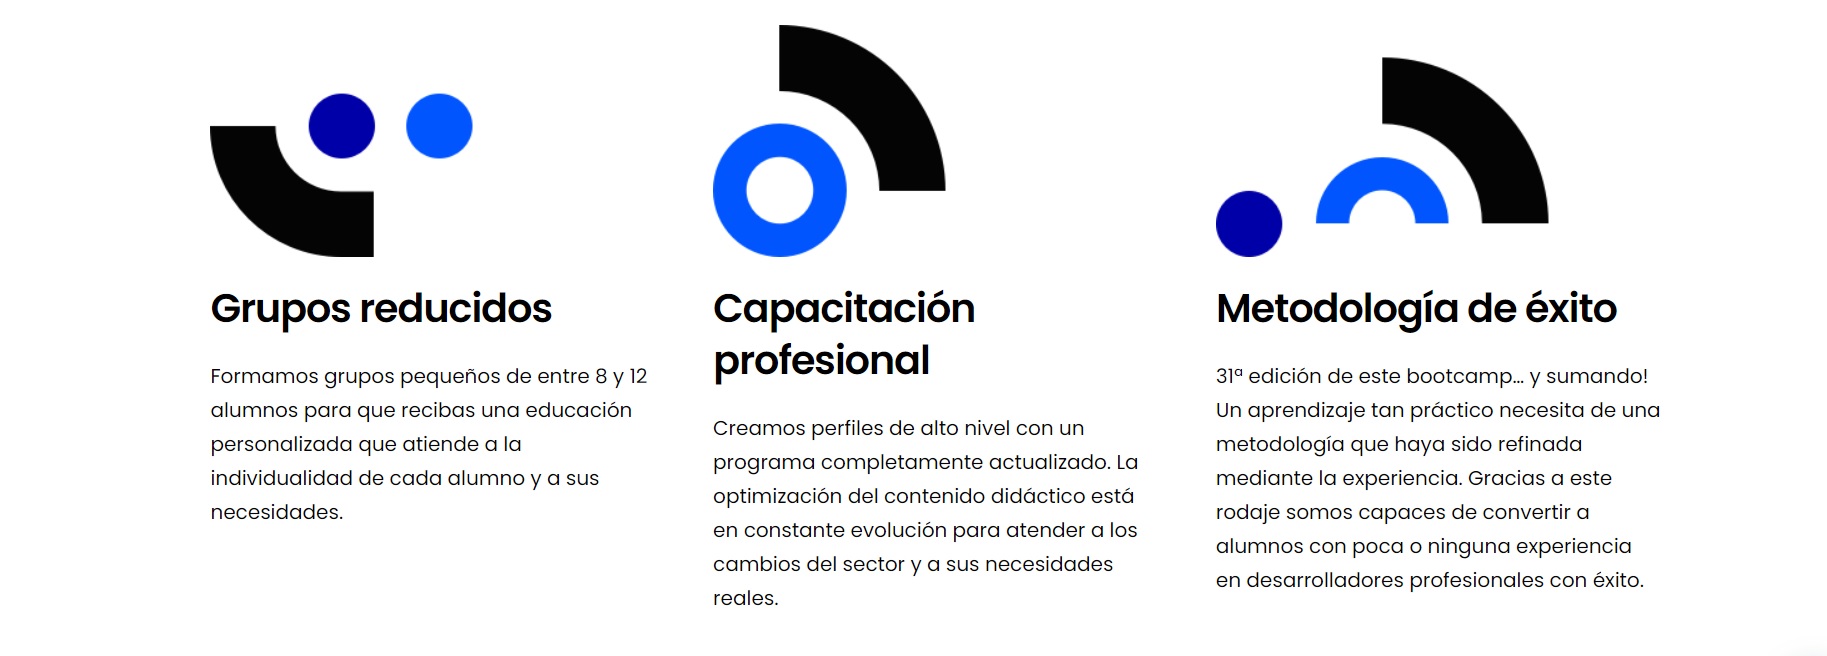 Grupos reducidos
Formamos grupos pequeños de entre 8 y 12
alumnos para que recibas una educación
personalizada que atiende a la
individualidad de cada alumno y a sus
necesidades.
Capacitación
profesional
Creamos perfiles de alto nivel con un
programa completamente actualizado. La
optimización del contenido didáctico está
en constante evolución para atender a los
cambios del sector y a sus necesidades
reales.
Metodología de éxito
31ª edición de este bootcamp... y sumando!
Un aprendizaje tan práctico necesita de una
metodología que haya sido refinada
mediante la experiencia. Gracias a este
rodaje somos capaces de convertir a
alumnos con poca o ninguna experiencia
en desarrolladores profesionales con éxito.